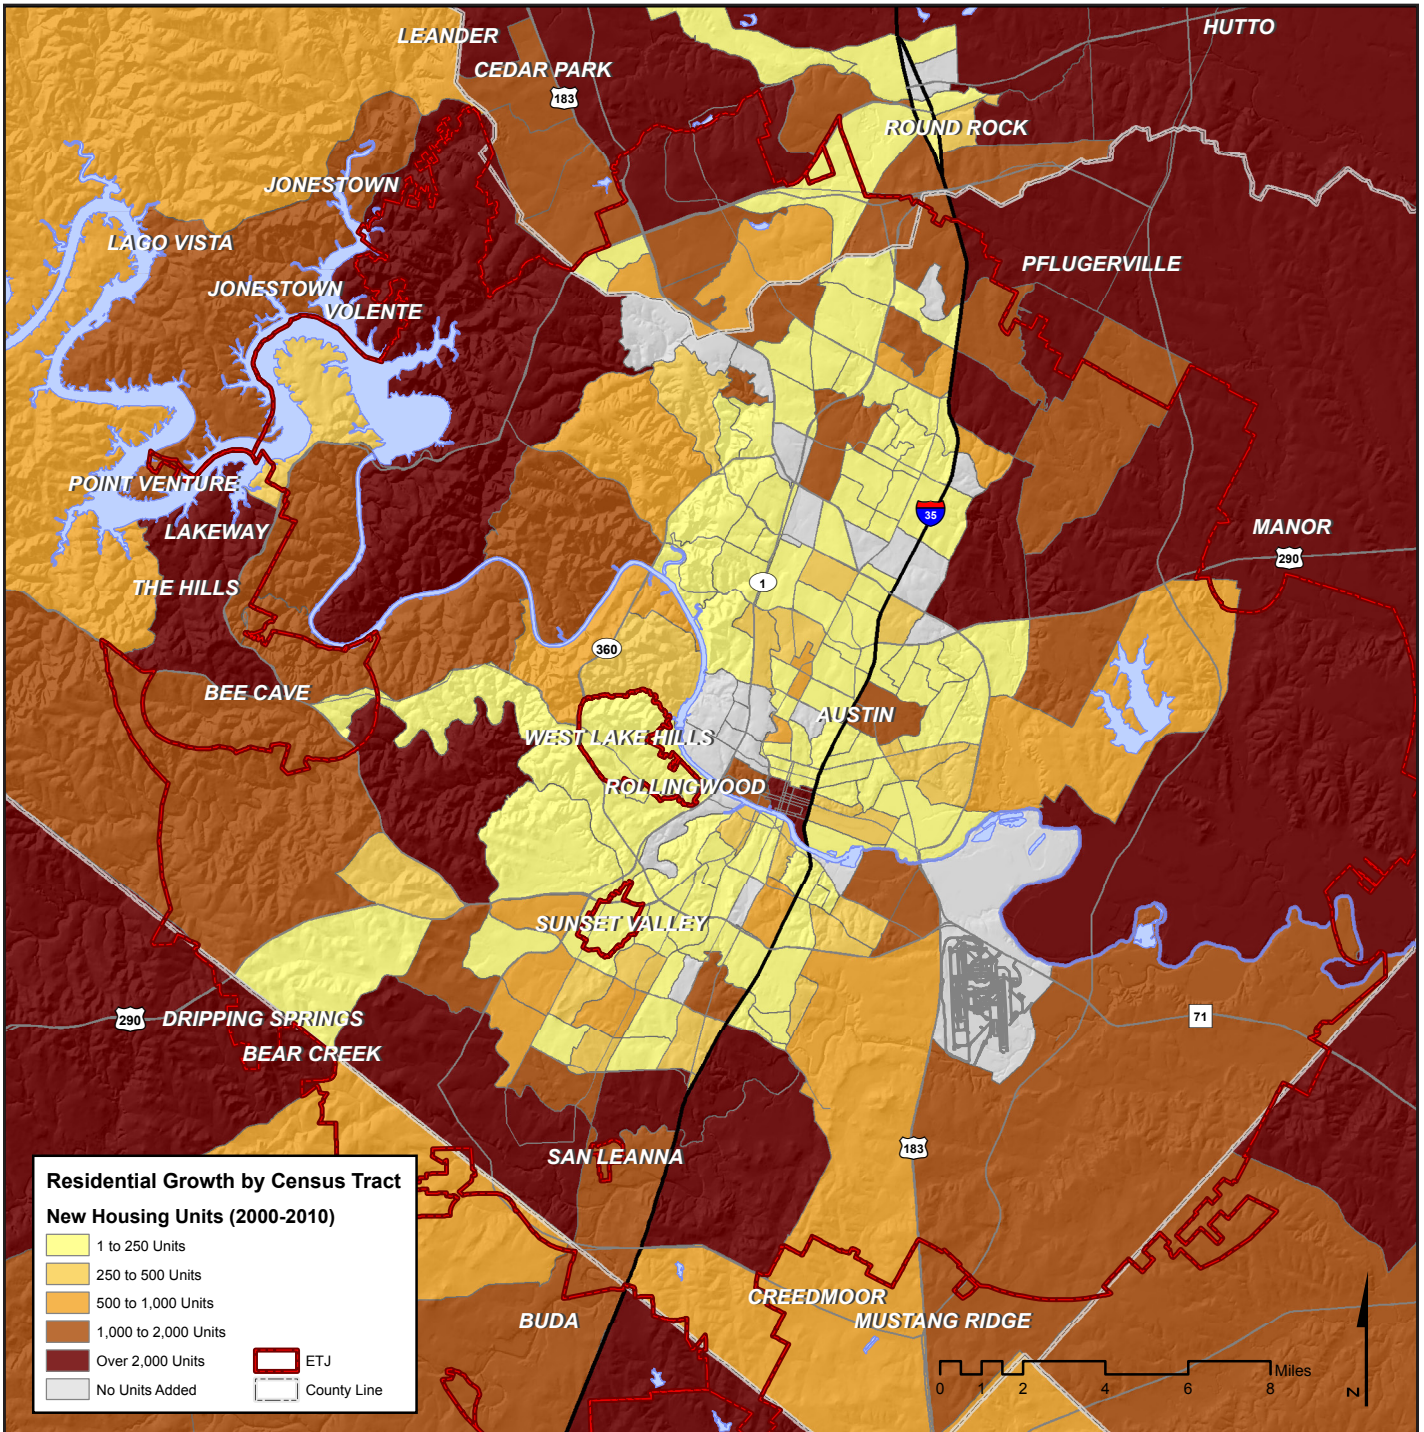 LEANDER
HUTTO
CEDAR PARK
183
ROUND ROCK
JONESTOWN
LAGO VISTA
PFLUGERVILLE
JONESTOWN
VOLENTE
POINT VENTURE
35
LAKEWAY
MANOR
290
THE HILLS
1
360
BEE CAVE
AUSTIN
WEST LAKE HILLS
ROLLINGWOOD
SUNSET VALLEY
290
DRIPPING SPRINGS
71
BEAR CREEK
183
SAN LEANNA
CREEDMOOR
BUDA
MUSTANG RIDGE
Residential Growth by Census Tract
New Housing Units (2000-2010)
1 to 250 Units
250 to 500 Units
500 to 1,000 Units
1,000 to 2,000 Units
Over 2,000 Units
ETJ
No Units Added
County Line
Miles
0 1 2 4 6 8
N